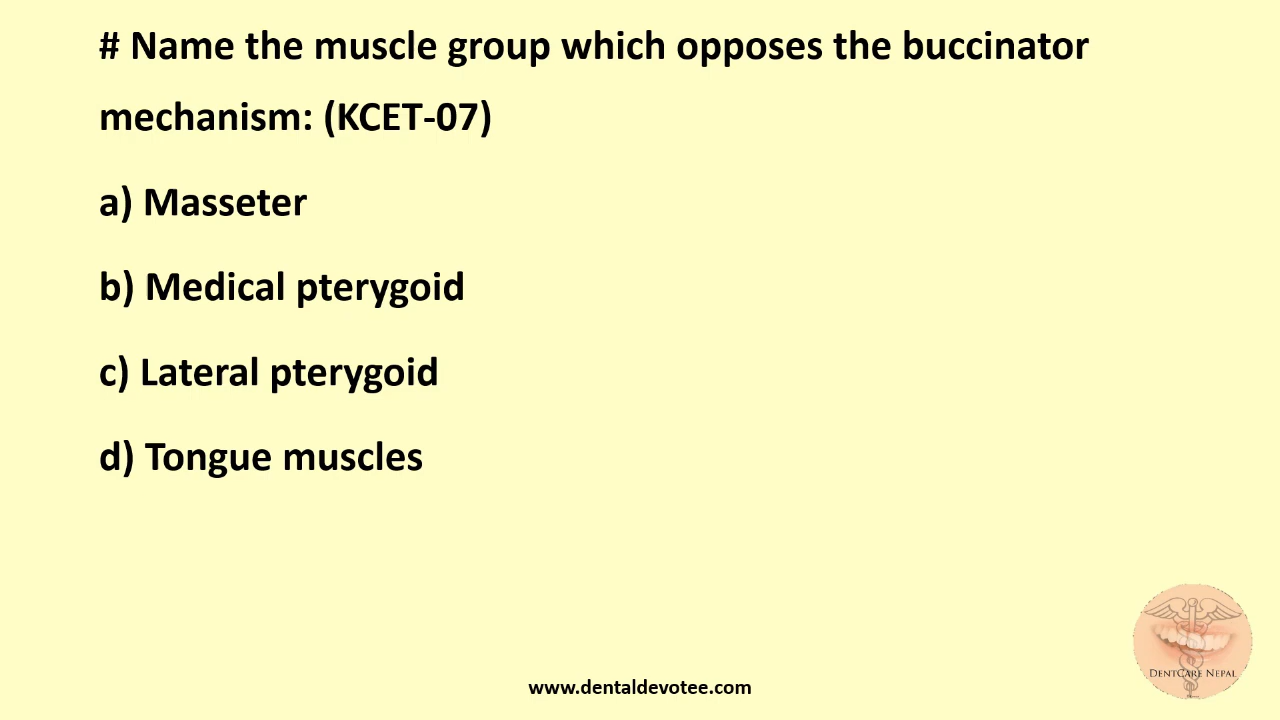 # Name the muscle group which opposes the buccinator
mechanism: (KCET-07)
a) Masseter
b) Medical pterygoid
c) Lateral pterygoid
d) Tongue muscles
DentCare Nepal
www.dentaldevotee.com